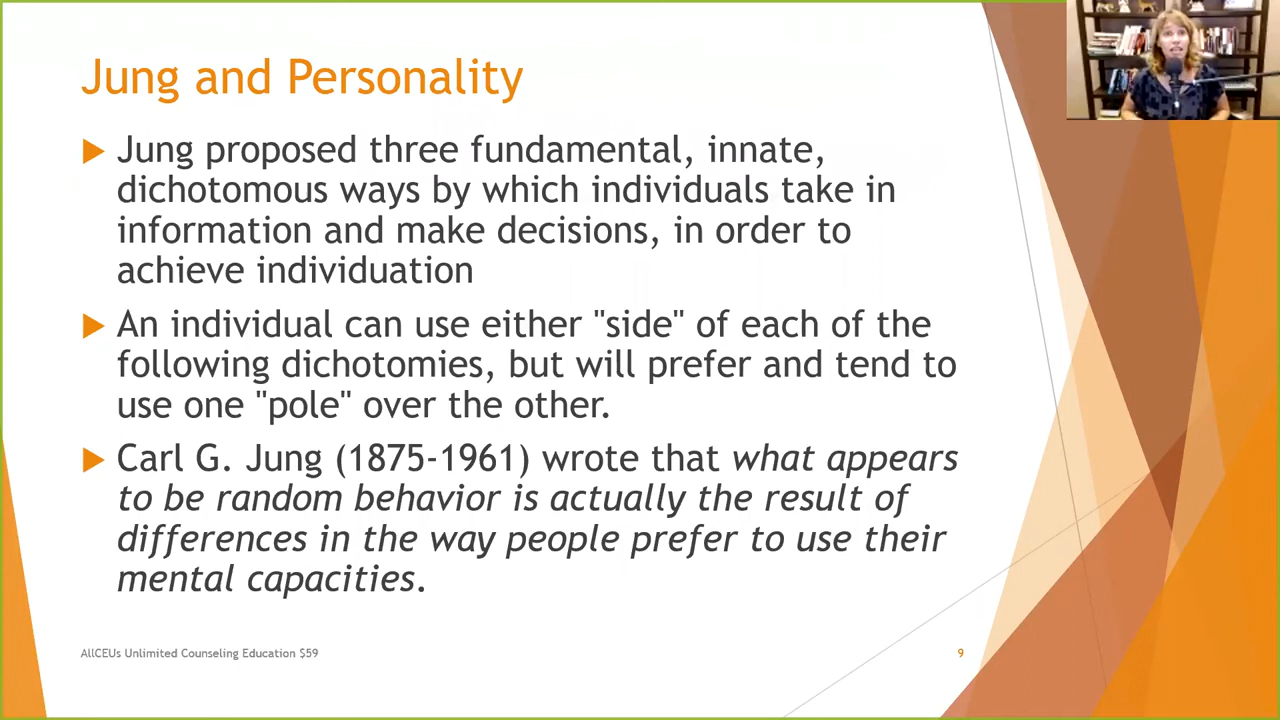 Jung and Personality
Jung proposed three fundamental, innate,
dichotomous ways by which individuals take in
information and make decisions, in order to
achieve individuation
An individual can use either "side" of each of the
following dichotomies, but will prefer and tend to
use one "pole" over the other.
Carl G. Jung (1875-1961) wrote that what appears
to be random behavior is actually the result of
differences in the way people prefer to use their
mental capacities.
AllCEUs Unlimited Counseling Education $59
9